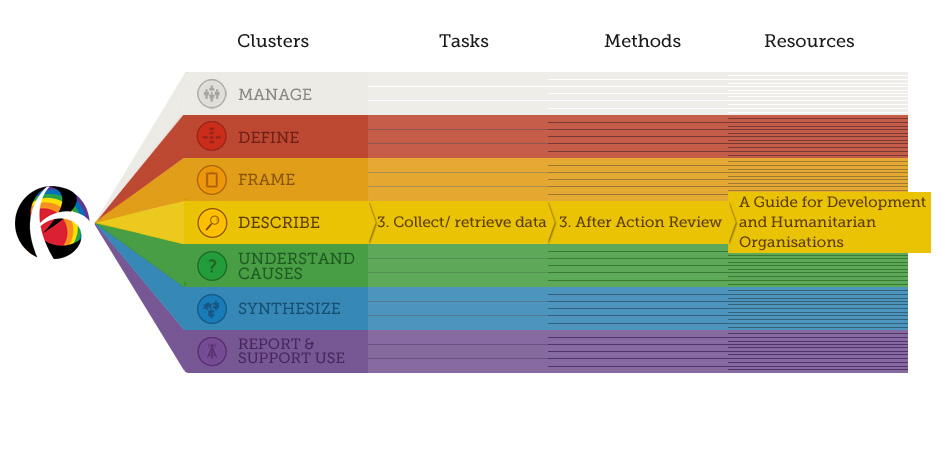 Clusters Tasks Methods Resources
MANAGE
DEFINE
FRAME
DESCRIBE 3. Collect/ retrieve data 3. After Action Review
A Guide for Development
and Humanitarian
Organisations
UNDERSTAND
CAUSES
SYNTHESIZE
REPORT &
SUPPORT USE